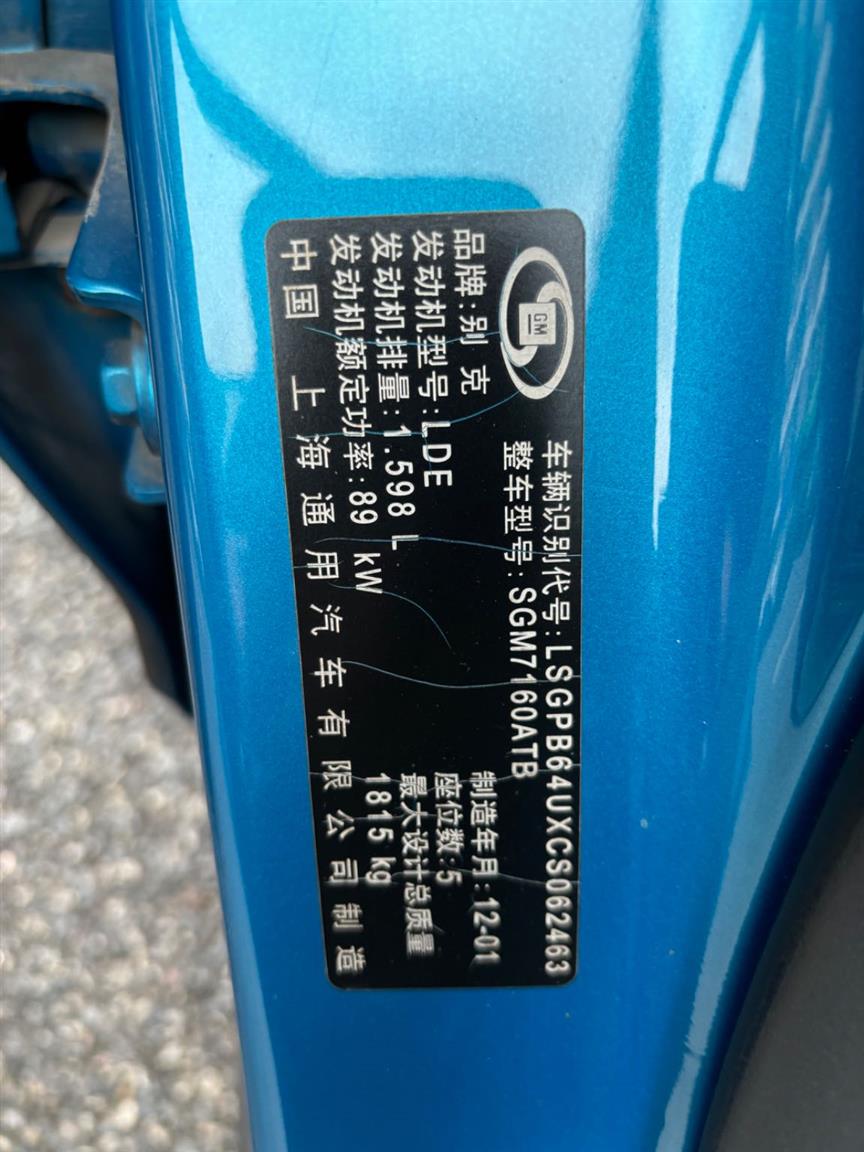 GM
车辆识别代号:LSGPB64UXCS062463
整车型号:SGM7160ATB
品牌:别克
制造年月:12-01
发动机型号:LDE
座位数:5
发动机排量:1.598 L
最大设计总质量
发动机额定功率:89 kW
1815 kg
中国 上海通用汽车有限公司制造